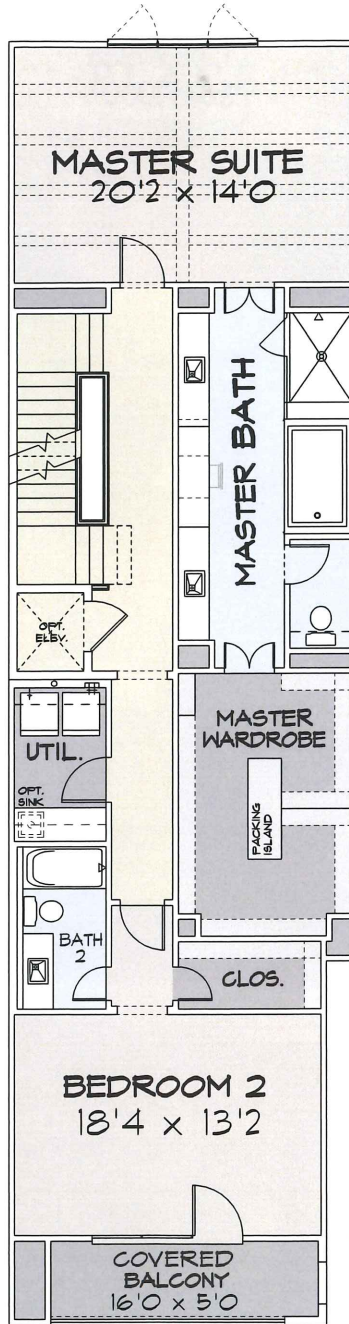 MASTER SUITE
20'2 x 14'0
MASTER BATH
OPT.
ELEV.
MASTER
WARDROBE
UTIL.
OPT.
SINK
PACKING
ISLAND
BATH
2
CLOS.
BEDROOM 2
18'4 x 13'2
COVERED
BALCONY
16'0 x 5'0